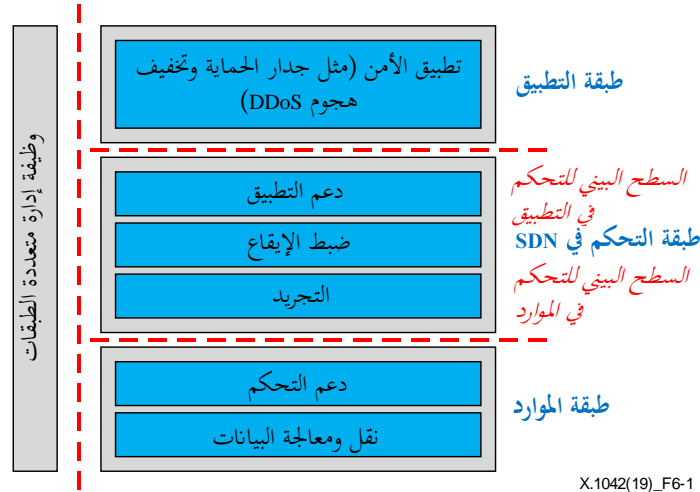 تطبيق الأمن (مثل جدار الحماية وتخفيف
هجوم DDoS)
طبقة التطبيق
وظيفة إدارة متعددة الطبقات
السطح البيني للتحكم
في التطبيق
دعم التطبيق
ضبط الإيقاع
التجريد
طبقة التحكم في SDN
السطح البيني للتحكم
في الموارد
دعم التحكم
نقل ومعالجة البيانات
طبقة الموارد
X.1042(19)_F6-1